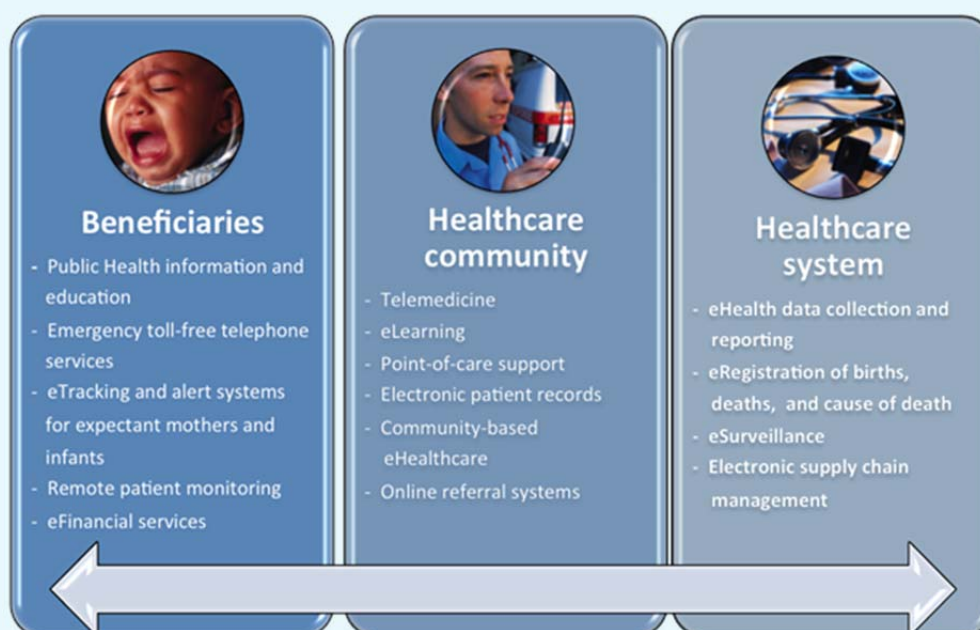 Beneficiaries
- Public Health information and
education
- Emergency toll-free telephone
services
- eTracking and alert systems
for expectant mothers and
infants
- Remote patient monitoring
- eFinancial services
Healthcare
community
- Telemedicine
- eLearning
- Point-of-care support
- Electronic patient records
- Community-based
eHealthcare
- Online referral systems
Healthcare
system
- eHealth data collection and
reporting
- eRegistration of births,
deaths, and cause of death
- eSurveillance
- Electronic supply chain
management